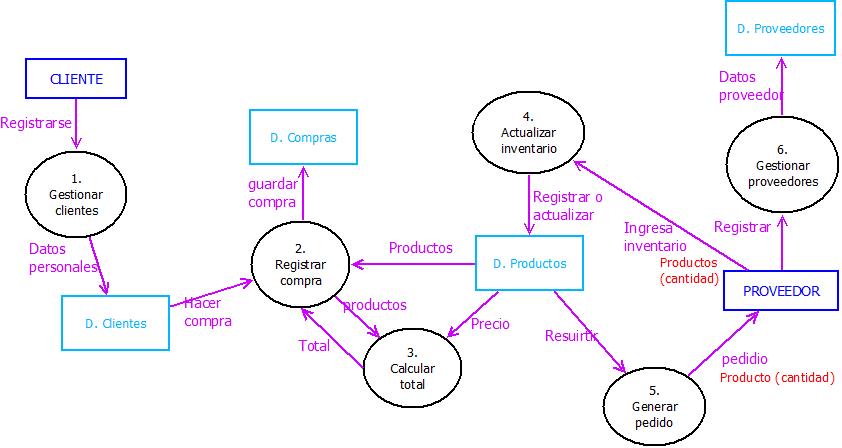 D. Proveedores
CLIENTE
Datos
proveedor
Registrarse
D. Compras
4.
Actualizar
inventario
6.
Gestionar
proveedores
1.
Gestionar
clientes
guardar
compra
Registrar o
actualizar
Ingresa
inventario
Registrar
Datos
personales
2.
Registrar
compra
Productos
D. Productos
Productos
(cantidad)
PROVEEDOR
D. Clientes
Hacer
compra
productos
Precio
Resuirtir
Total
3.
Calcular
total
pedidio
Producto (cantidad)
5.
Generar
pedido